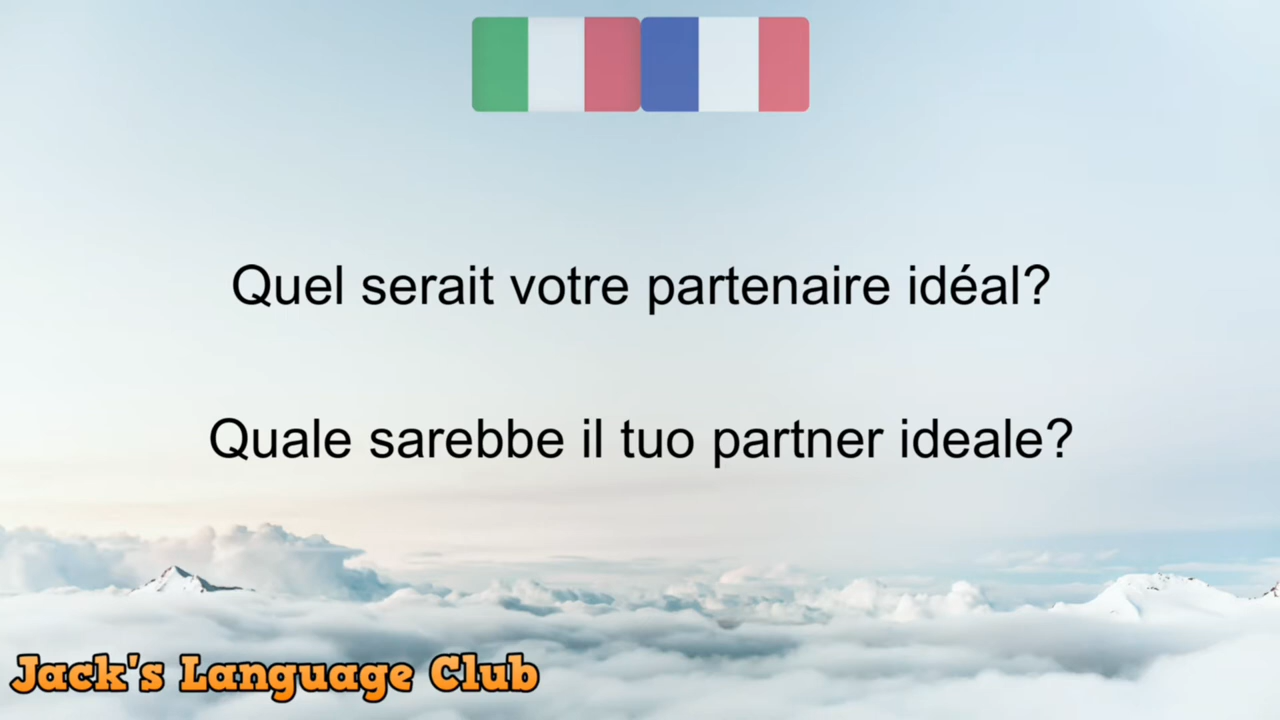 Quel serait votre partenaire idéal?
Quale sarebbe il tuo partner ideale?
Jack's Language Club